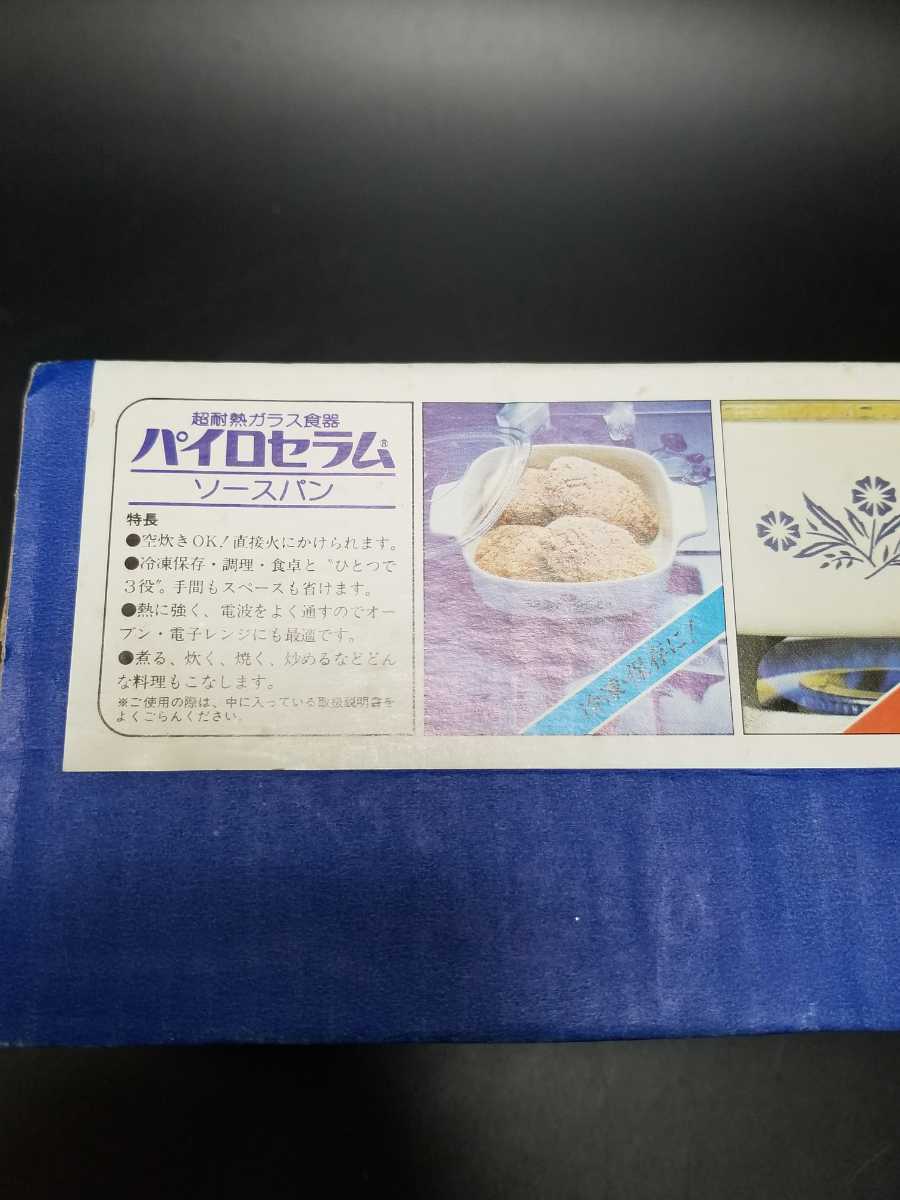 超耐熱ガラス食器
パイロセラム®
ソースパン
特長
●空炊きOK!直接火にかけられます。
●冷凍保存・調理・食卓と〝ひとつで
3役〟。手間もスペースも省けます。
●熱に強く、電波をよく通すのでオー
ブン・電子レンジにも最適です。
●煮る、炊く、焼く、炒めるなどどん
な料理もこなします。
※ご使用の際は、中に入っている取扱説明書を
よくごらんください。
冷凍・保存に!